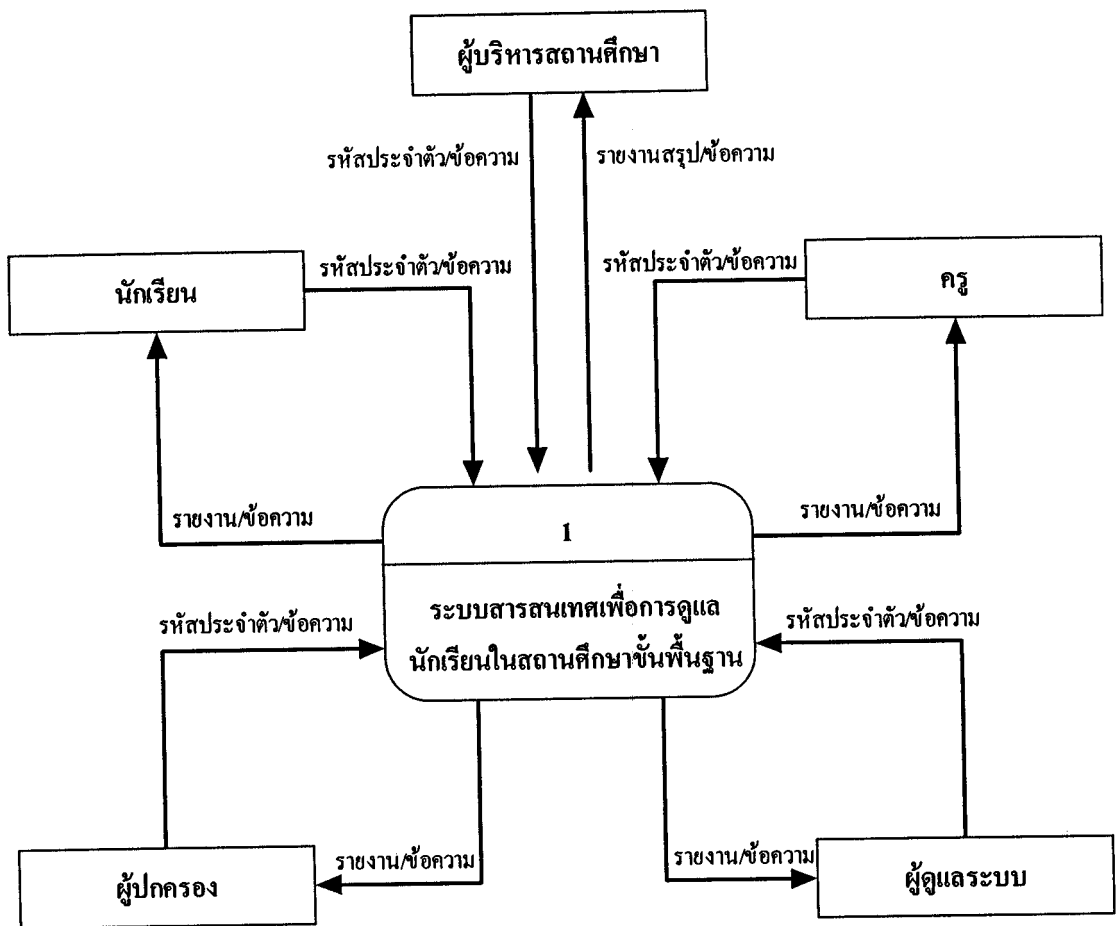 ผู้บริหารสถานศึกษา
รหัสประจำตัว/ข้อความ
รายงานสรุป/ข้อความ
นักเรียน
รหัสประจำตัว/ข้อความ
รหัสประจำตัว/ข้อความ
ครู
รายงาน/ข้อความ
1
รายงาน/ข้อความ
ระบบสารสนเทศเพื่อการดูแล
นักเรียนในสถานศึกษาขั้นพื้นฐาน
รหัสประจำตัว/ข้อความ
รหัสประจำตัว/ข้อความ
ผู้ปกครอง
รายงาน/ข้อความ
รายงาน/ข้อความ
ผู้ดูแลระบบ